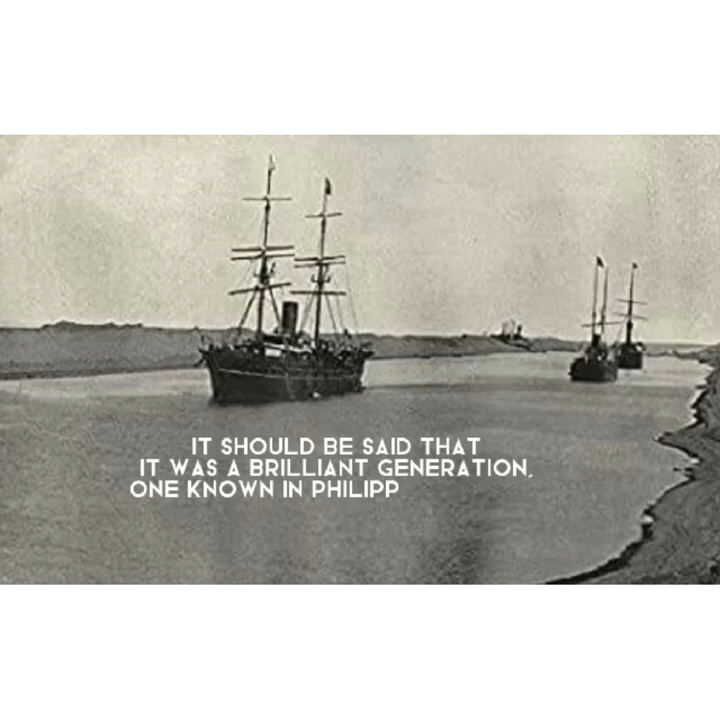 IT SHOULD BE SAID THAT
IT WAS A BRILLIANT GENERATION,
ONE KNOWN IN PHILIPP